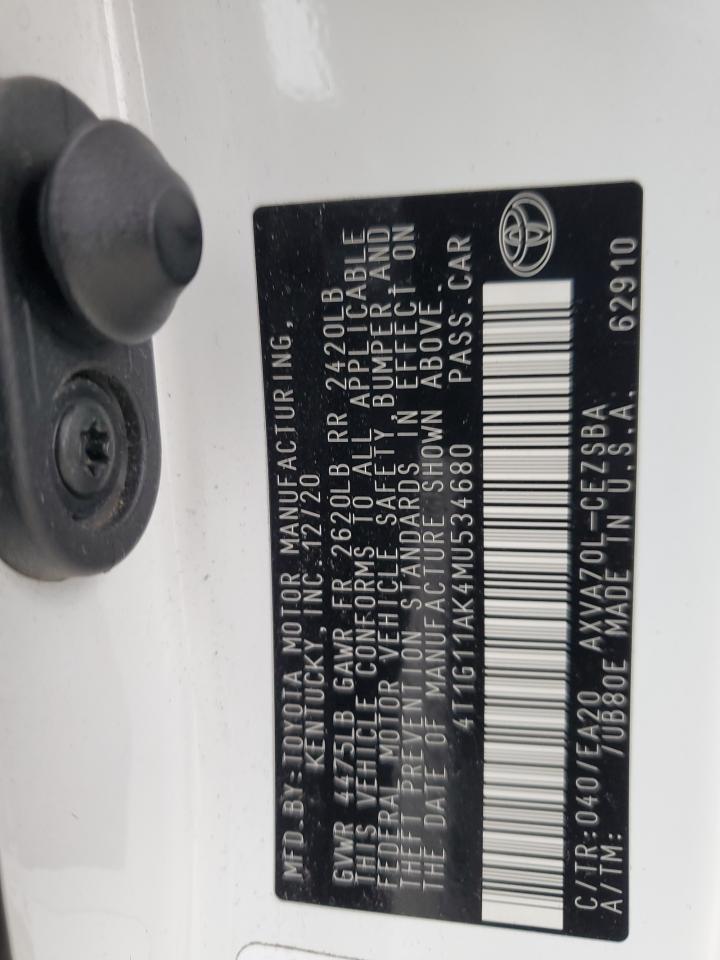 MFD.BY:TOYOTA MOTOR MANUFACTURING,
KENTUCKY, INC. 12/20
GVWR 4475LB GAWR FR 2620LB RR 2420LB
THIS VEHICLE CONFORMS TO ALL APPLICABLE
FEDERAL MOTOR VEHICLE SAFETY,BUMPER,AND
THEFT PREVENTION STANDARDS IN EFFECT ON
THE DATE OF MANUFACTURE SHOWN ABOVE.
4T1G11AK4MU534680 PASS.CAR
C/TR:040/EA20 AXVA70L-CEZSBA
A/TM: /UB80E MADE IN U.S.A. 62910